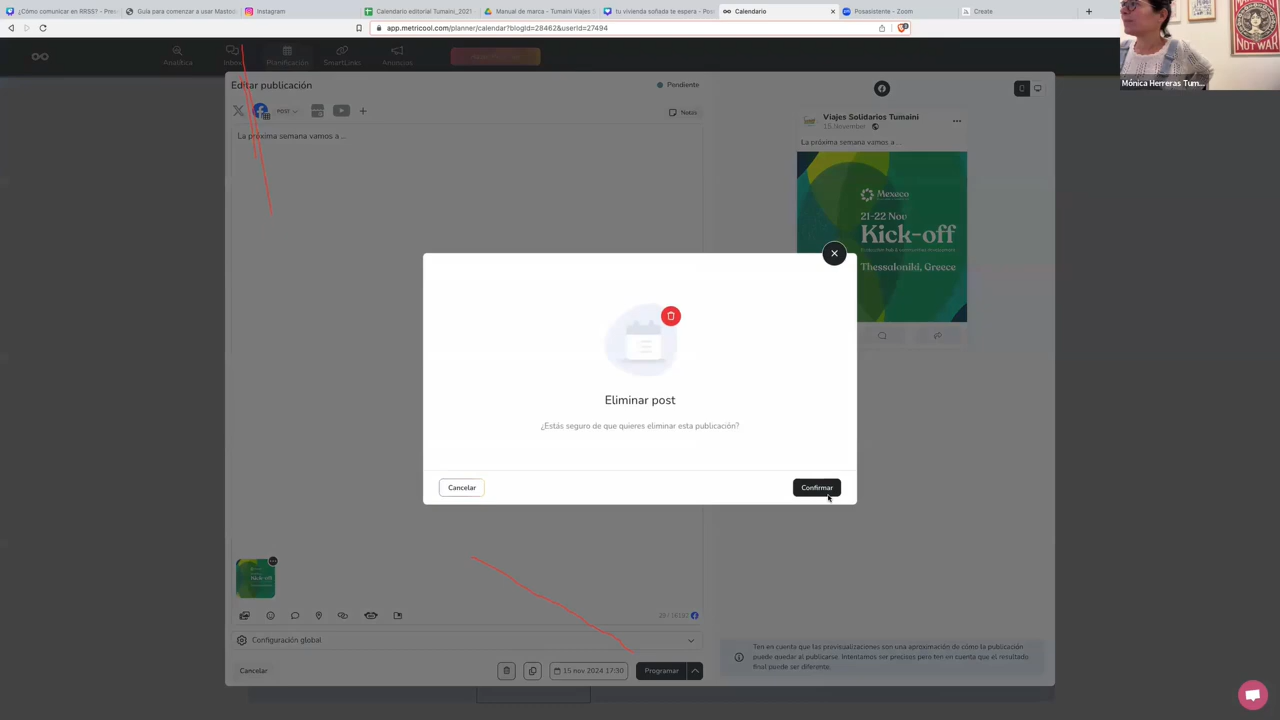 ¿Cómo comunicar en RRSS? - Pres
Guía para comenzar a usar Mastod
Instagram
Calendario editorial Tumaini_2021
Manual de marca - Tumaini Viajes S
tu vivienda soñada te espera - Pos
Calendario
Posasistente - Zoom
Create
app.metricool.com/planner/calendar?blogId=28462&userId=27494
Analítica
Inbox
Planificación
SmartLinks
Anuncios
NOT WAR
Mónica Herreras Tum...
Editar publicación
Pendiente
POST
Notas
La próxima semana vamos a ...
Viajes Solidarios Tumaini
15 November
La próxima semana vamos a ...
Mexeco
21-22 Nov
Kick-off
Thessaloniki, Greece
Eliminar post
¿Estás seguro de que quieres eliminar esta publicación?
Cancelar
Confirmar
Kick-off
Configuración global
Cancelar
15 nov 2024 17:30
Programar
Ten en cuenta que las previsualizaciones son una aproximación de cómo la publicación
puede quedar al publicarse. Intentamos ser precisos pero ten en cuenta que el resultado
final puede ser diferente.